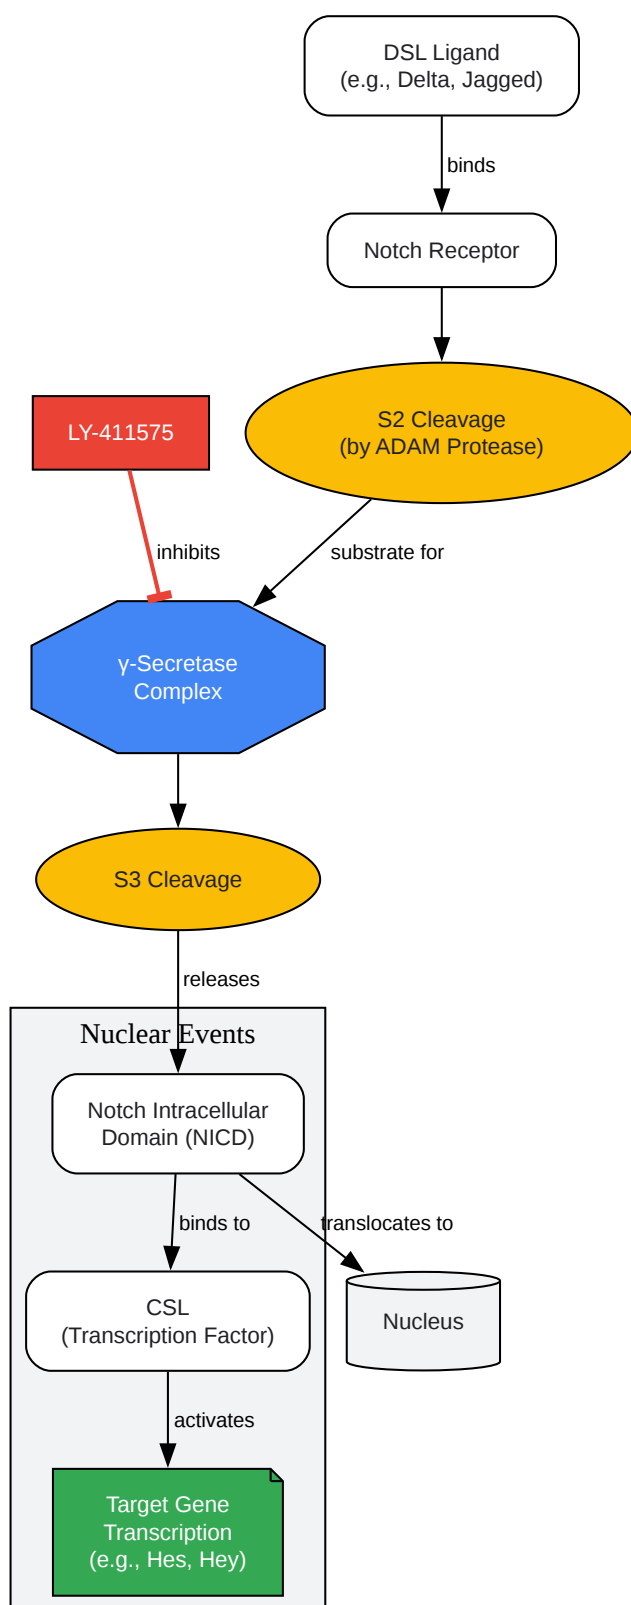 DSL Ligand
(e.g., Delta, Jagged)
binds
Notch Receptor
S2 Cleavage
(by ADAM Protease)
LY-411575
inhibits
substrate for
γ-Secretase
Complex
S3 Cleavage
releases
Nuclear Events
Notch Intracellular
Domain (NICD)
binds to
translocates to
CSL
(Transcription Factor)
Nucleus
activates
Target Gene
Transcription
(e.g., Hes, Hey)